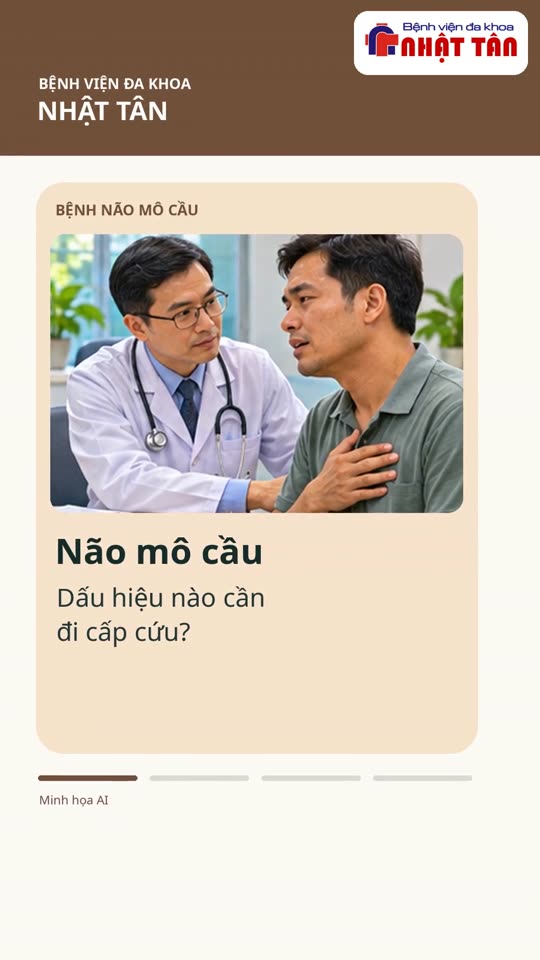 Bệnh viện đa khoa
NHẬT TÂN
BỆNH VIỆN ĐA KHOA
NHẬT TÂN
BỆNH NÃO MÔ CẦU
Não mô cầu
Dấu hiệu nào cần
đi cấp cứu?
Minh họa AI